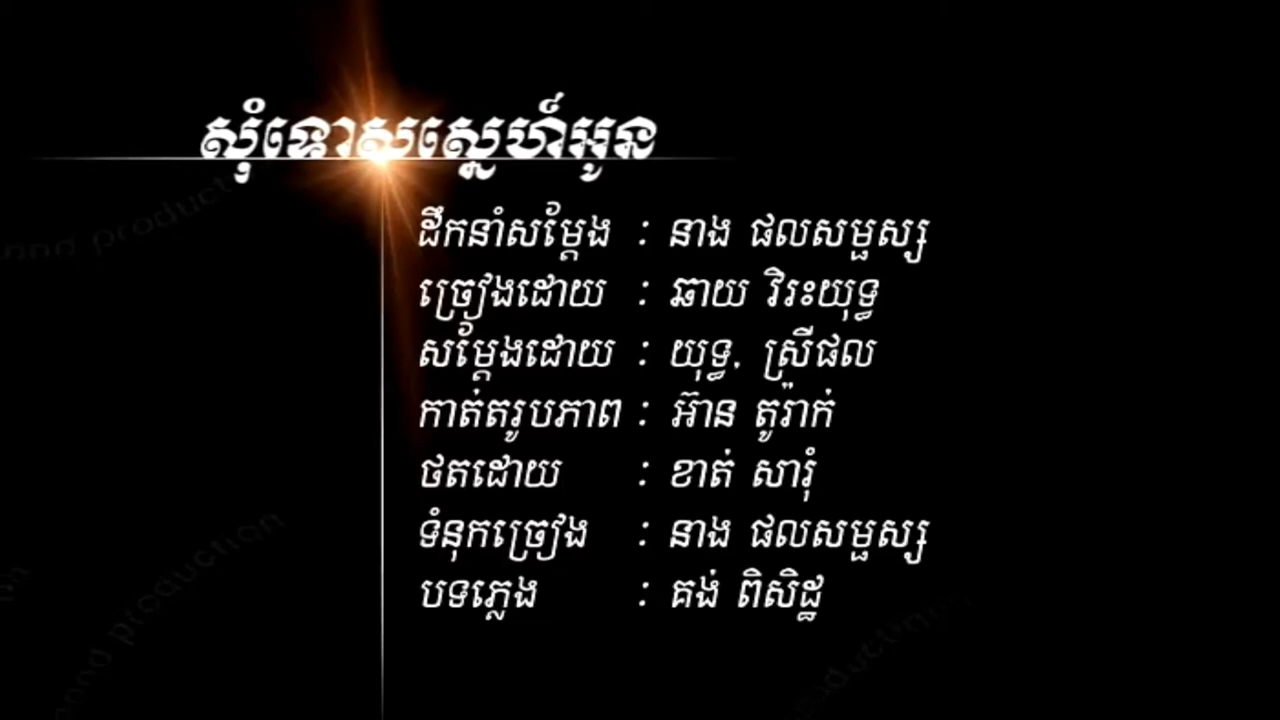 សុំទោសស្នេហ៍អូន
ដឹកនាំសម្ដែង : នាង ផលសម្ផស្ស
ច្រៀងដោយ : ឆាយ វិរះយុទ្ធ
សម្ដែងដោយ : យុទ្ធ, ស្រីផល
កាត់តរូបភាព : អ៊ាន តូរ៉ាក់
ថតដោយ : ខាត់ សារុំ
ទំនុកច្រៀង : នាង ផលសម្ផស្ស
បទភ្លេង : គង់ ពិសិដ្ឋ
production